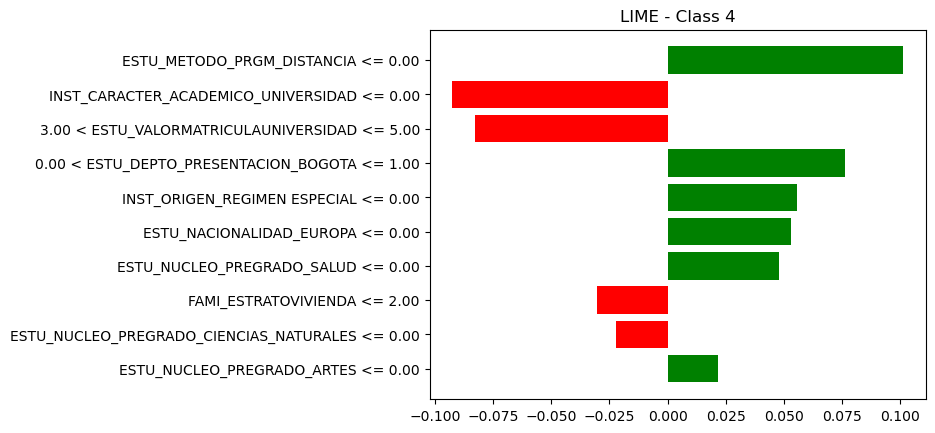 LIME - Class 4
ESTU_METODO_PRGM_DISTANCIA <= 0.00
INST_CARACTER_ACADEMICO_UNIVERSIDAD <= 0.00
3.00 < ESTU_VALORMATRICULAUNIVERSIDAD <= 5.00
0.00 < ESTU_DEPTO_PRESENTACION_BOGOTA <= 1.00
INST_ORIGEN_REGIMEN ESPECIAL <= 0.00
ESTU_NACIONALIDAD_EUROPA <= 0.00
ESTU_NUCLEO_PREGRADO_SALUD <= 0.00
FAMI_ESTRATOVIVIENDA <= 2.00
ESTU_NUCLEO_PREGRADO_CIENCIAS_NATURALES <= 0.00
ESTU_NUCLEO_PREGRADO_ARTES <= 0.00
−0.100 −0.075 −0.050 −0.025 0.000 0.025 0.050 0.075 0.100